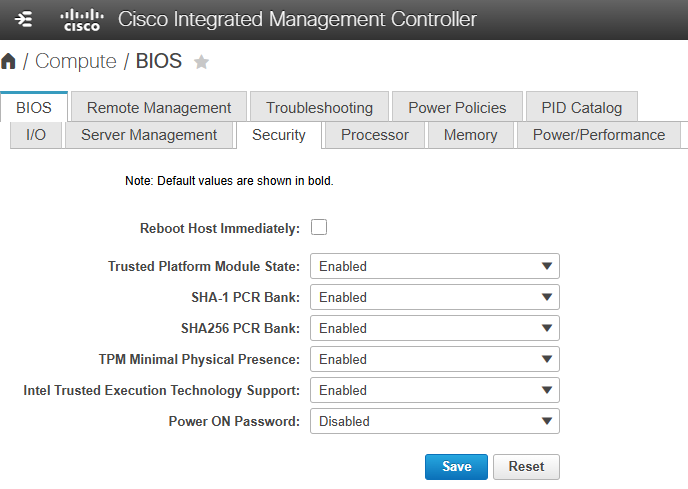 CISCO Cisco Integrated Management Controller
/ Compute / BIOS
BIOS Remote Management Troubleshooting Power Policies PID Catalog
I/O Server Management Security Processor Memory Power/Performance
Note: Default values are shown in bold.
Reboot Host Immediately:
Trusted Platform Module State: Enabled
SHA-1 PCR Bank: Enabled
SHA256 PCR Bank: Enabled
TPM Minimal Physical Presence: Enabled
Intel Trusted Execution Technology Support: Enabled
Power ON Password: Disabled
Save Reset